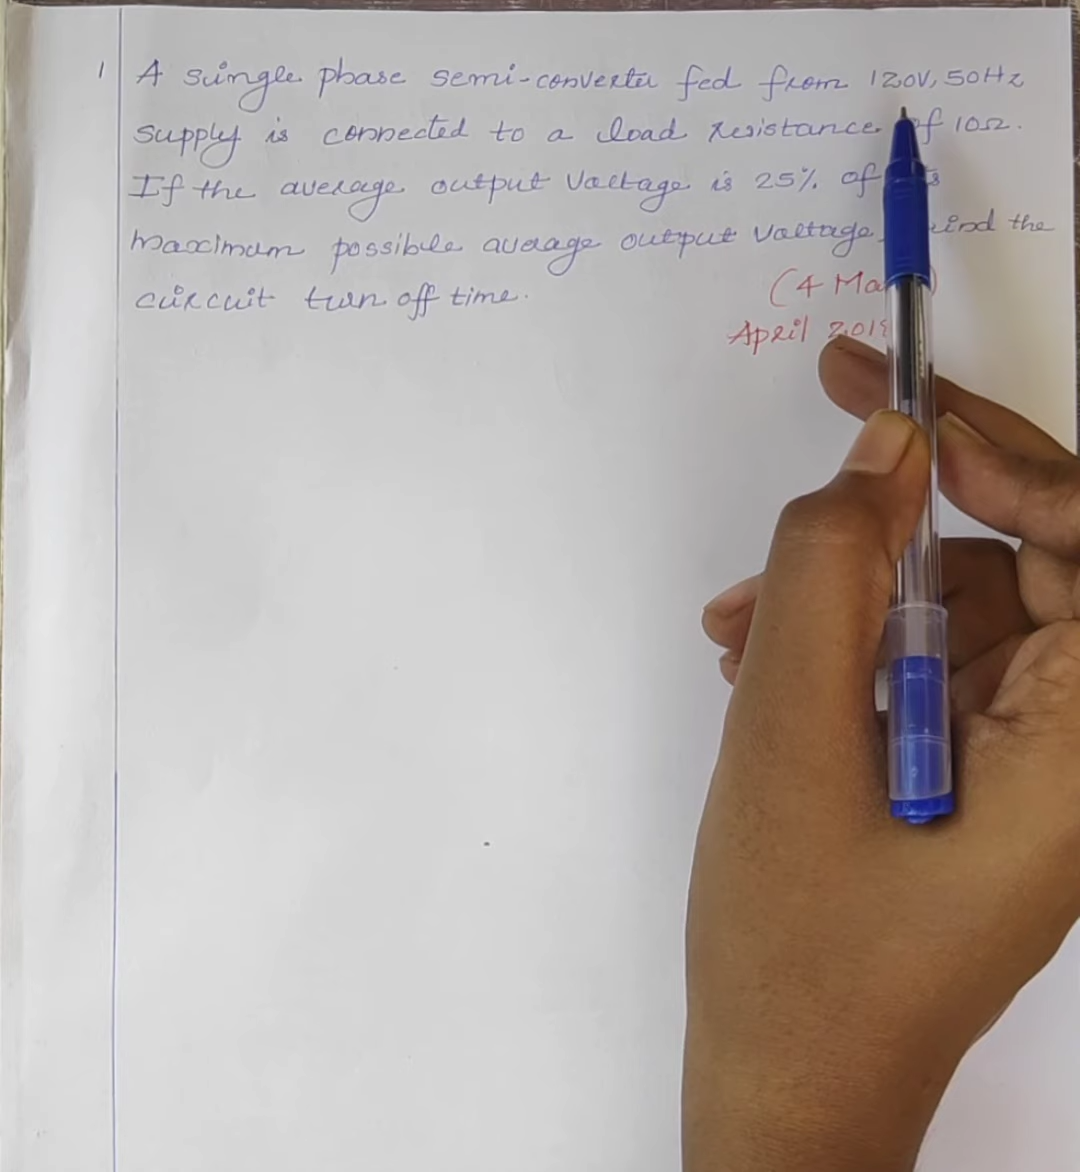 1 A single phase semi-converter fed from 120V, 50Hz
supply is connected to a load resistance of 10Ω.
If the average output voltage is 25% of
maximum possible average output voltage, find the
circuit turn off time.
(4 Ma )
April 201